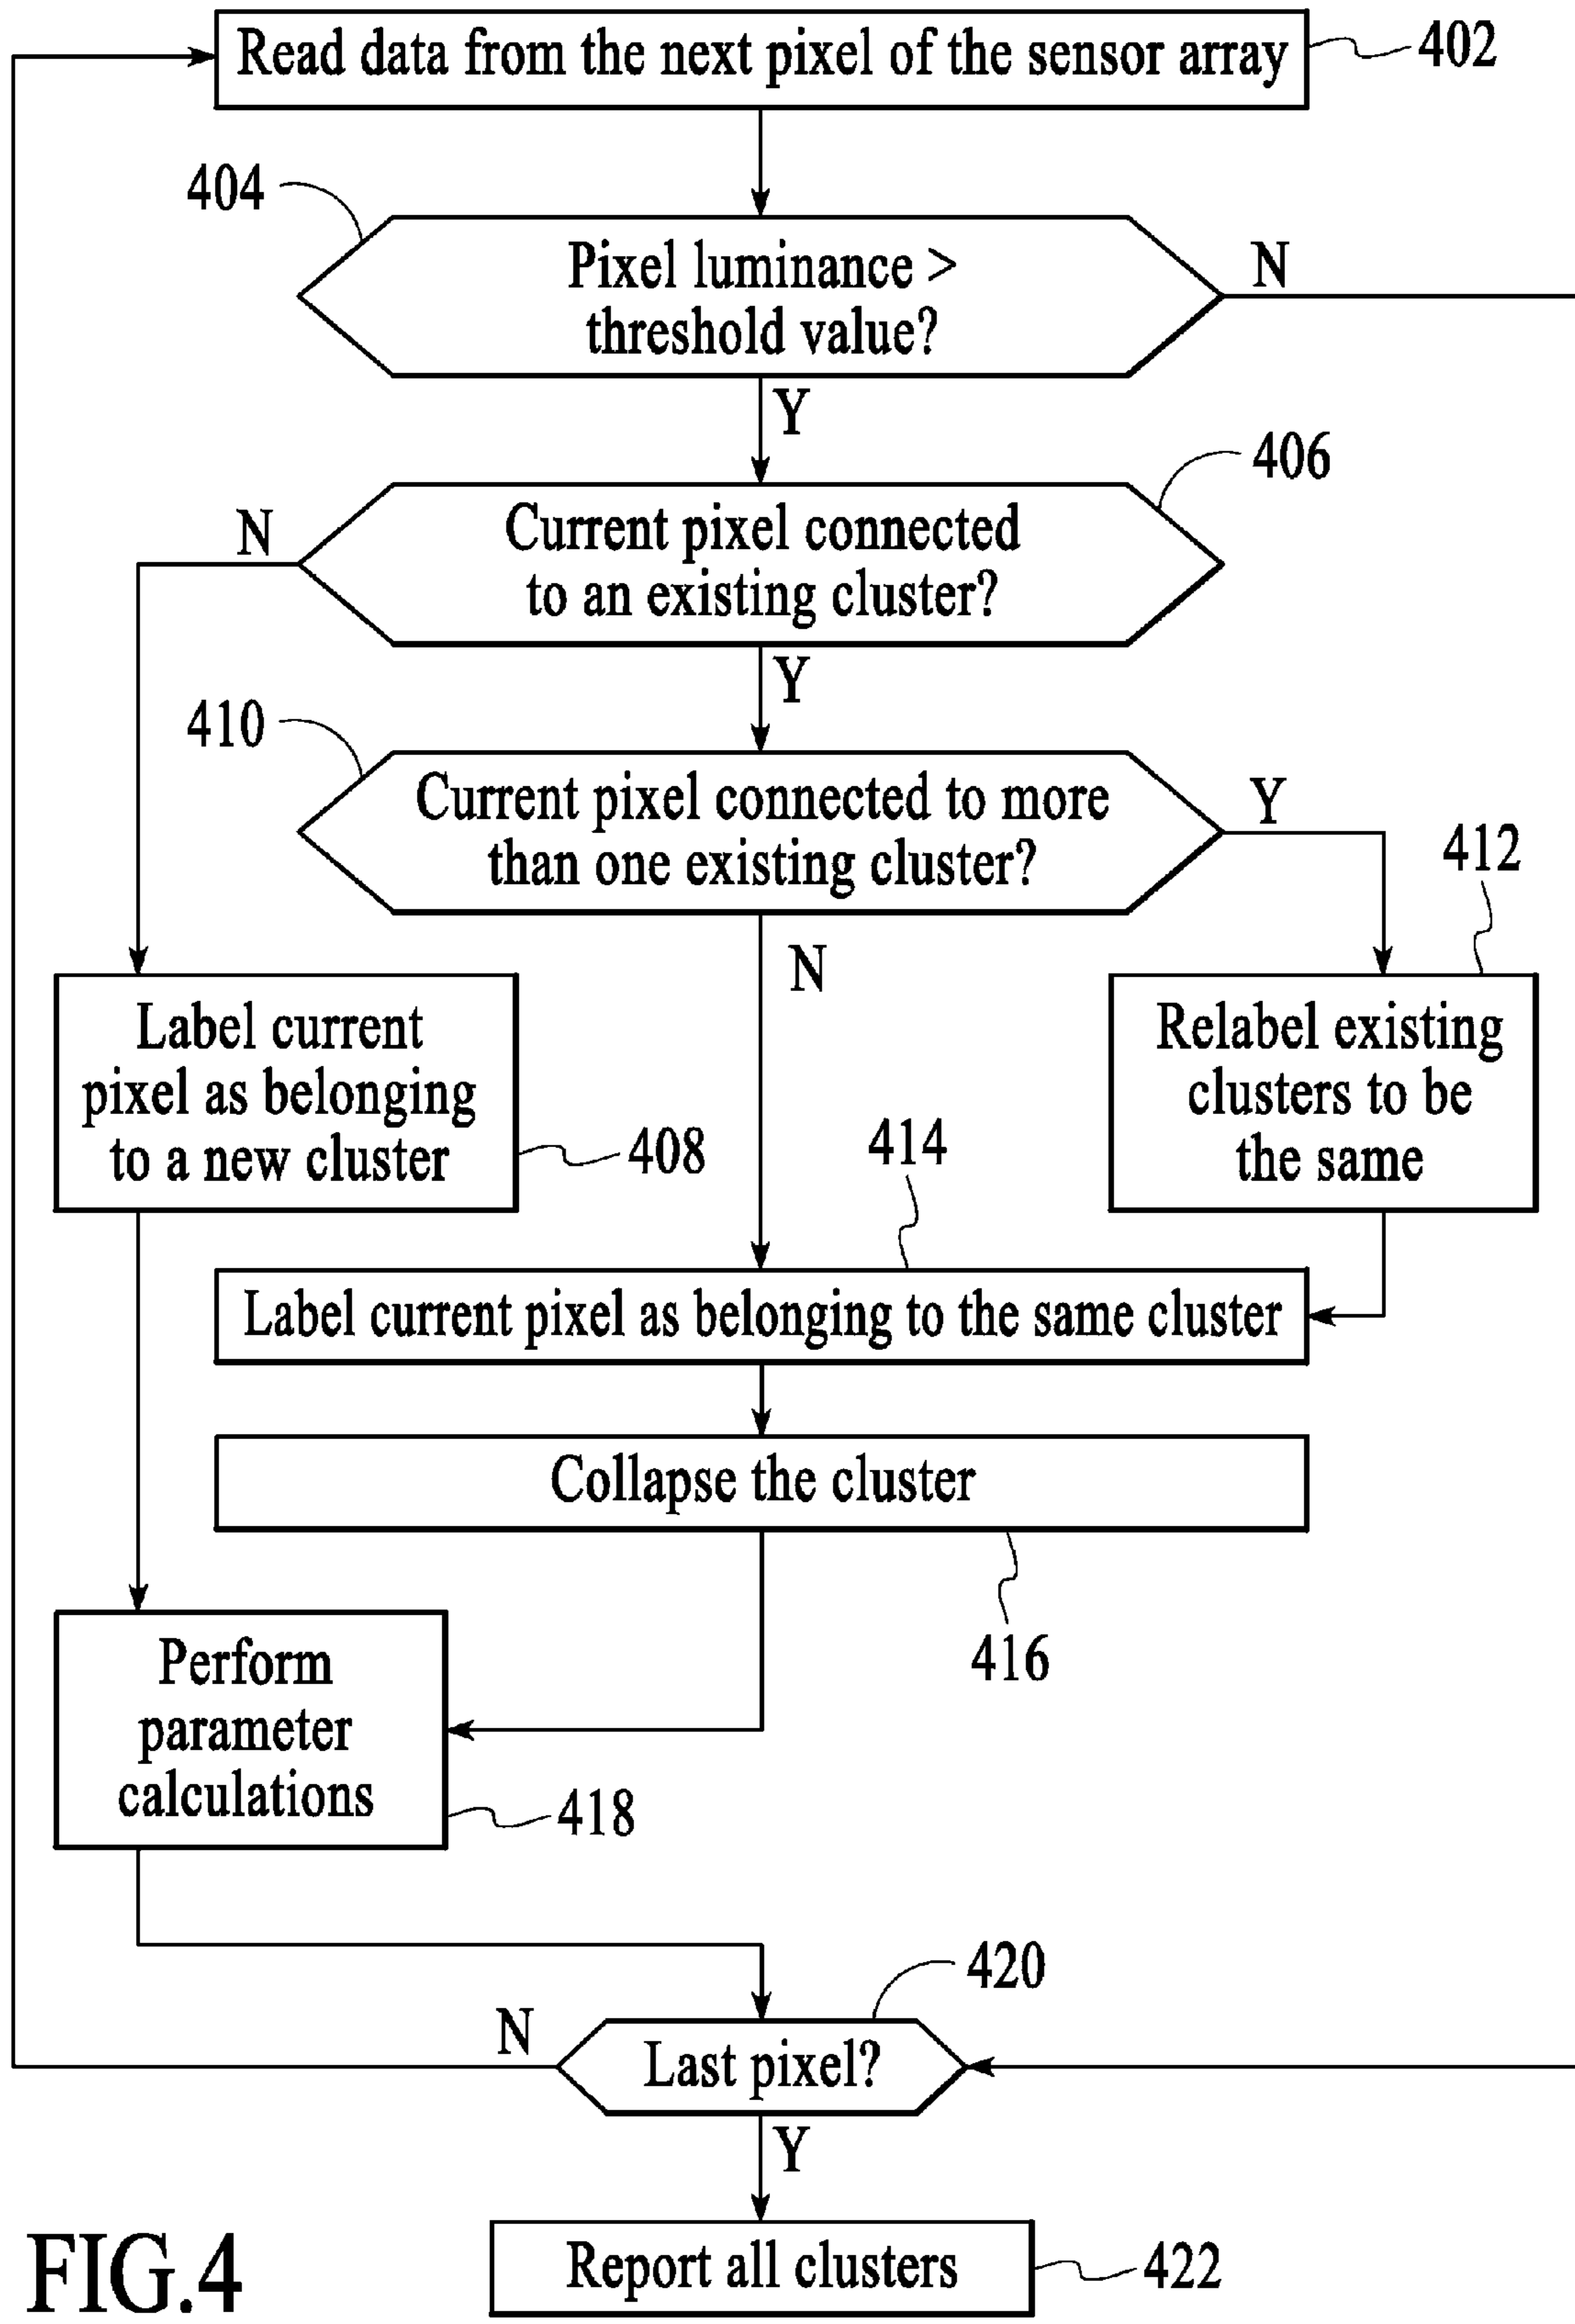 Read data from the next pixel of the sensor array
402
404
Pixel luminance >
threshold value?
N
Y
406
N
Current pixel connected
to an existing cluster?
Y
410
Current pixel connected to more
than one existing cluster?
Y
412
N
Label current
pixel as belonging
to a new cluster
408
Relabel existing
clusters to be
the same
414
Label current pixel as belonging to the same cluster
Collapse the cluster
416
Perform
parameter
calculations
418
420
N
Last pixel?
Y
Report all clusters
422
FIG.4